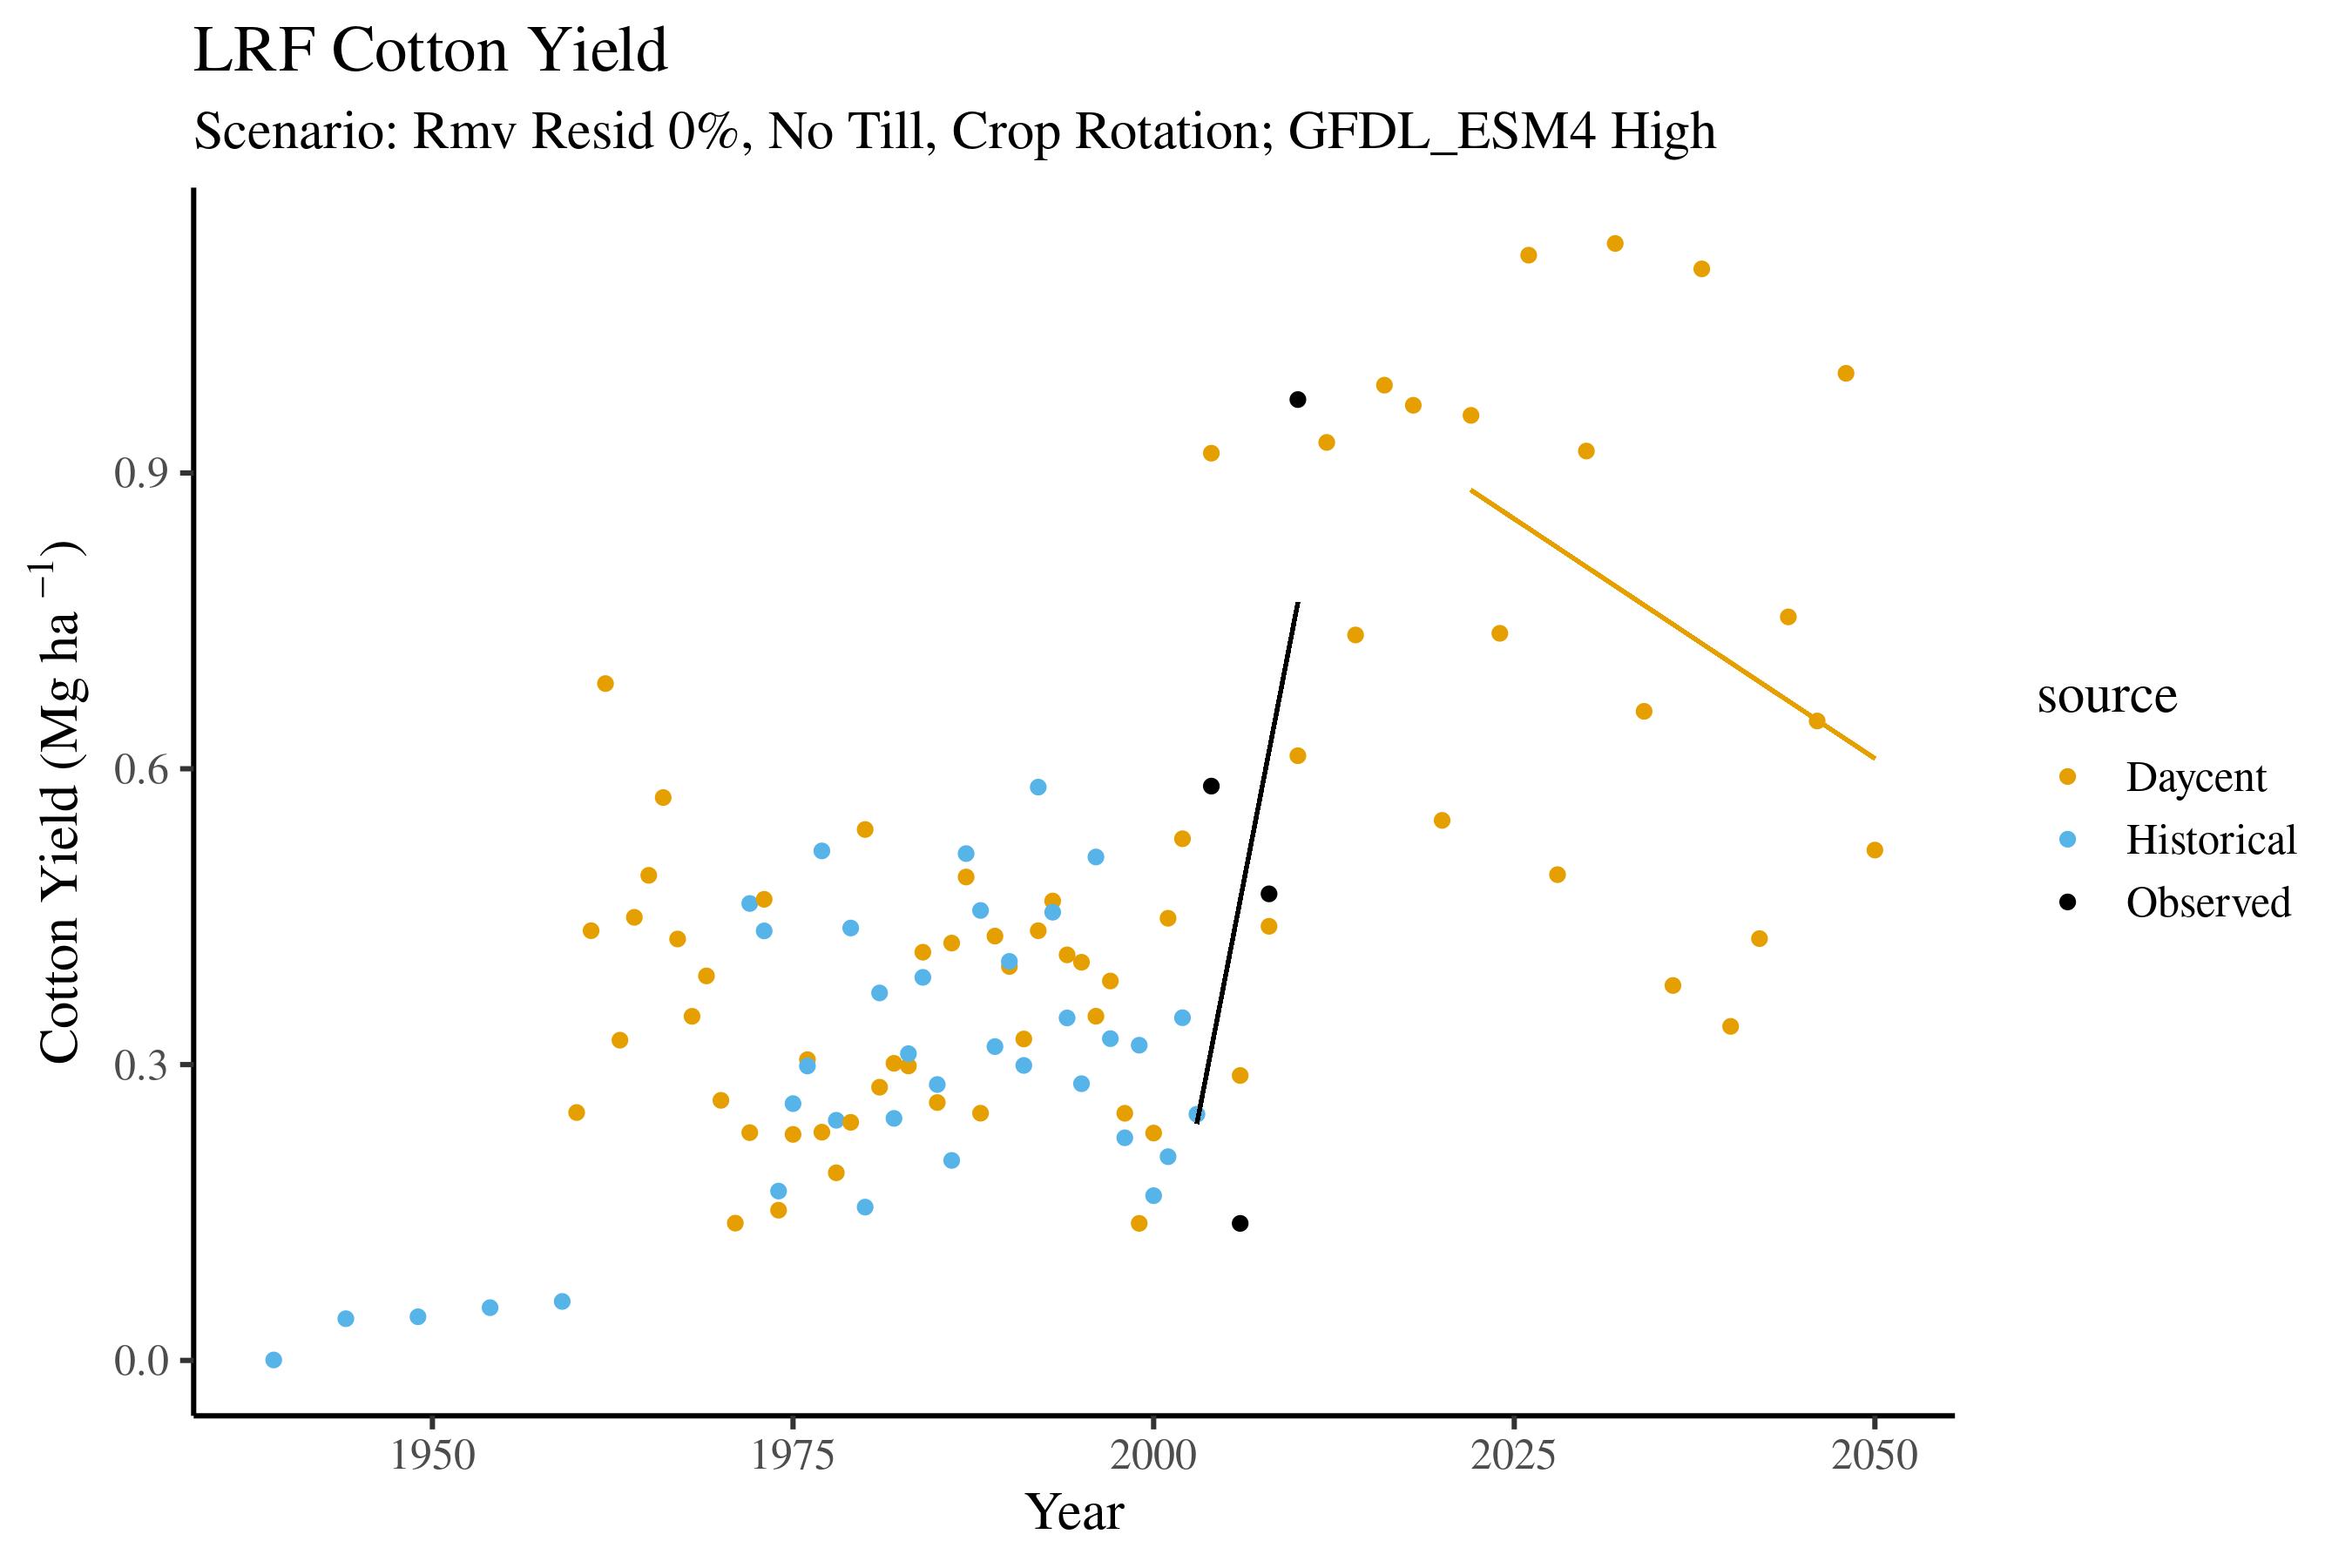 LRF Cotton Yield
Scenario: Rmv Resid 0%, No Till, Crop Rotation; GFDL_ESM4 High
Cotton Yield (Mg ha⁻¹)
0.9
0.6
0.3
0.0
1950 1975 2000 2025 2050
Year
source
Daycent
Historical
Observed